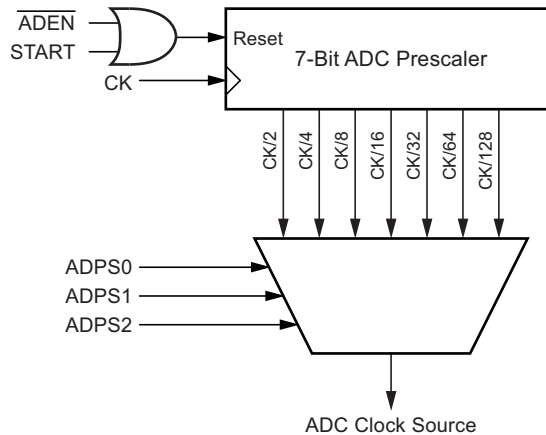 ADEN
START
CK
Reset
7-Bit ADC Prescaler
CK/2
CK/4
CK/8
CK/16
CK/32
CK/64
CK/128
ADPS0
ADPS1
ADPS2
ADC Clock Source